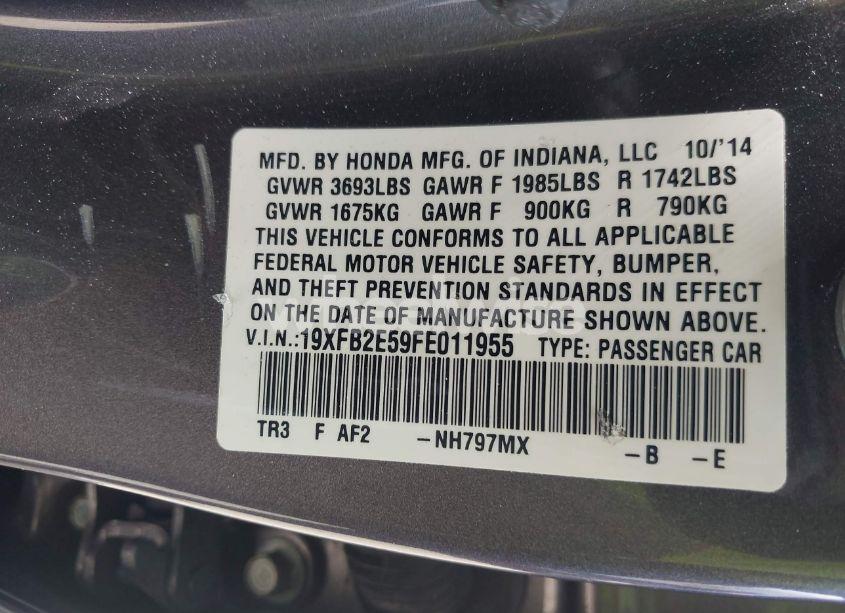 MFD. BY HONDA MFG. OF INDIANA, LLC 10/'14
GVWR 3693LBS GAWR F 1985LBS R 1742LBS
GVWR 1675KG GAWR F 900KG R 790KG
THIS VEHICLE CONFORMS TO ALL APPLICABLE
FEDERAL MOTOR VEHICLE SAFETY, BUMPER,
AND THEFT PREVENTION STANDARDS IN EFFECT
ON THE DATE OF MANUFACTURE SHOWN ABOVE.
V.I.N.:19XFB2E59FE011955 TYPE: PASSENGER CAR
TR3 F AF2 -NH797MX -B -E